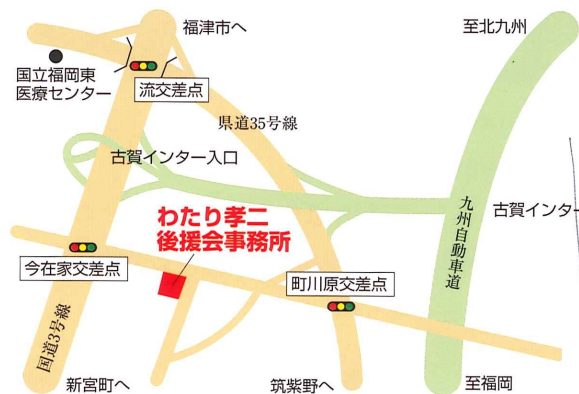 福津市へ
至北九州
国立福岡東
医療センター
流交差点
県道35号線
古賀インター入口
九州自動車道
古賀インター
わたり孝二
後援会事務所
今在家交差点
町川原交差点
国道3号線
新宮町へ
筑紫野へ
至福岡